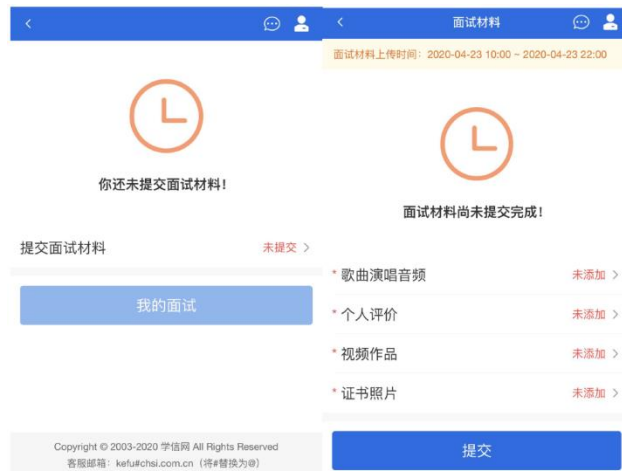 你还未提交面试材料！
提交面试材料 未提交
我的面试
Copyright © 2003-2020 学信网 All Rights Reserved
客服邮箱：kefu#chsi.com.cn（将#替换为@）
面试材料
面试材料上传时间：2020-04-23 10:00 ~ 2020-04-23 22:00
面试材料尚未提交完成！
* 歌曲演唱音频 未添加
* 个人评价 未添加
* 视频作品 未添加
* 证书照片 未添加
提交